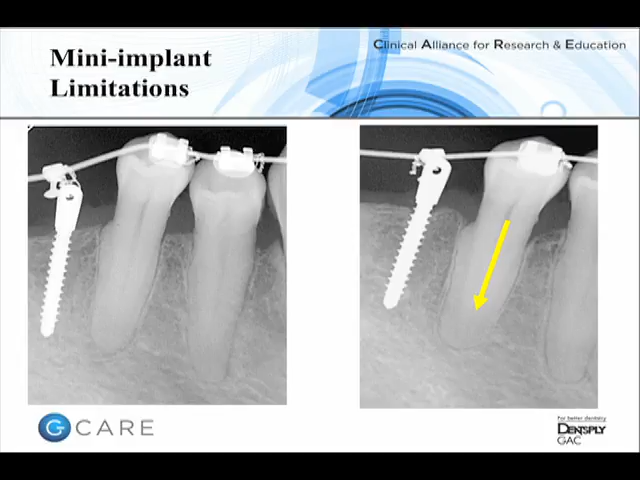 Clinical Alliance for Research & Education
Mini-implant
Limitations
G CARE
For better dentistry
DENTSPLY
GAC